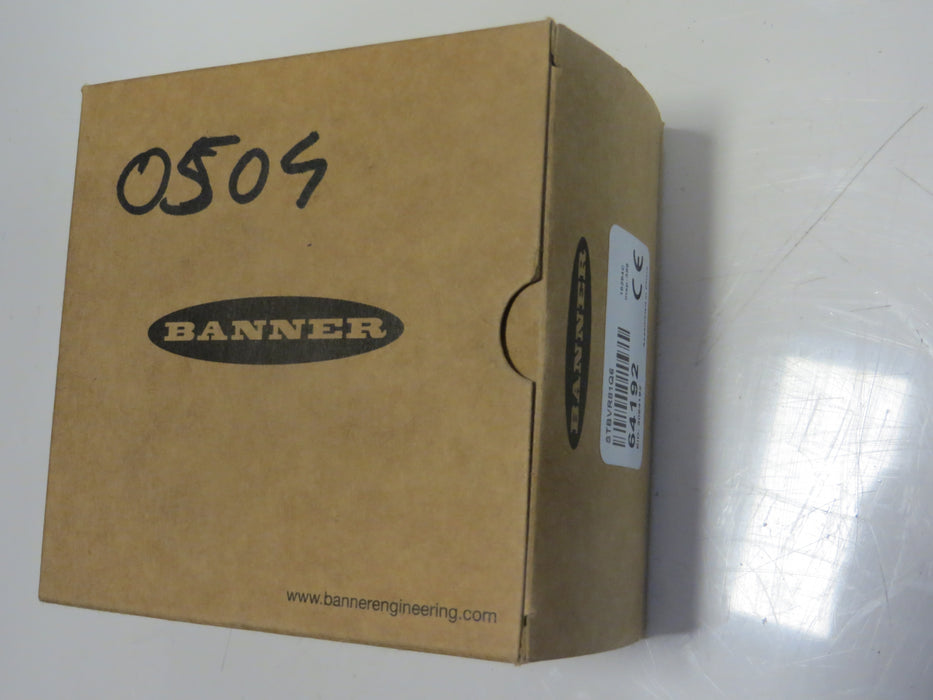 0504
BANNER
www.bannerengineering.com
BANNER
STBVR81Q6
64192
CE